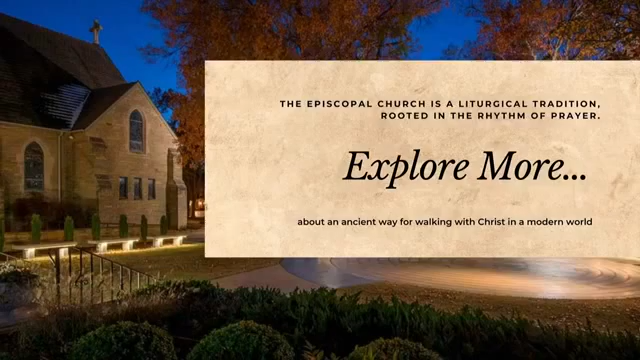 THE EPISCOPAL CHURCH IS A LITURGICAL TRADITION,
ROOTED IN THE RHYTHM OF PRAYER.
Explore More...
about an ancient way for walking with Christ in a modern world